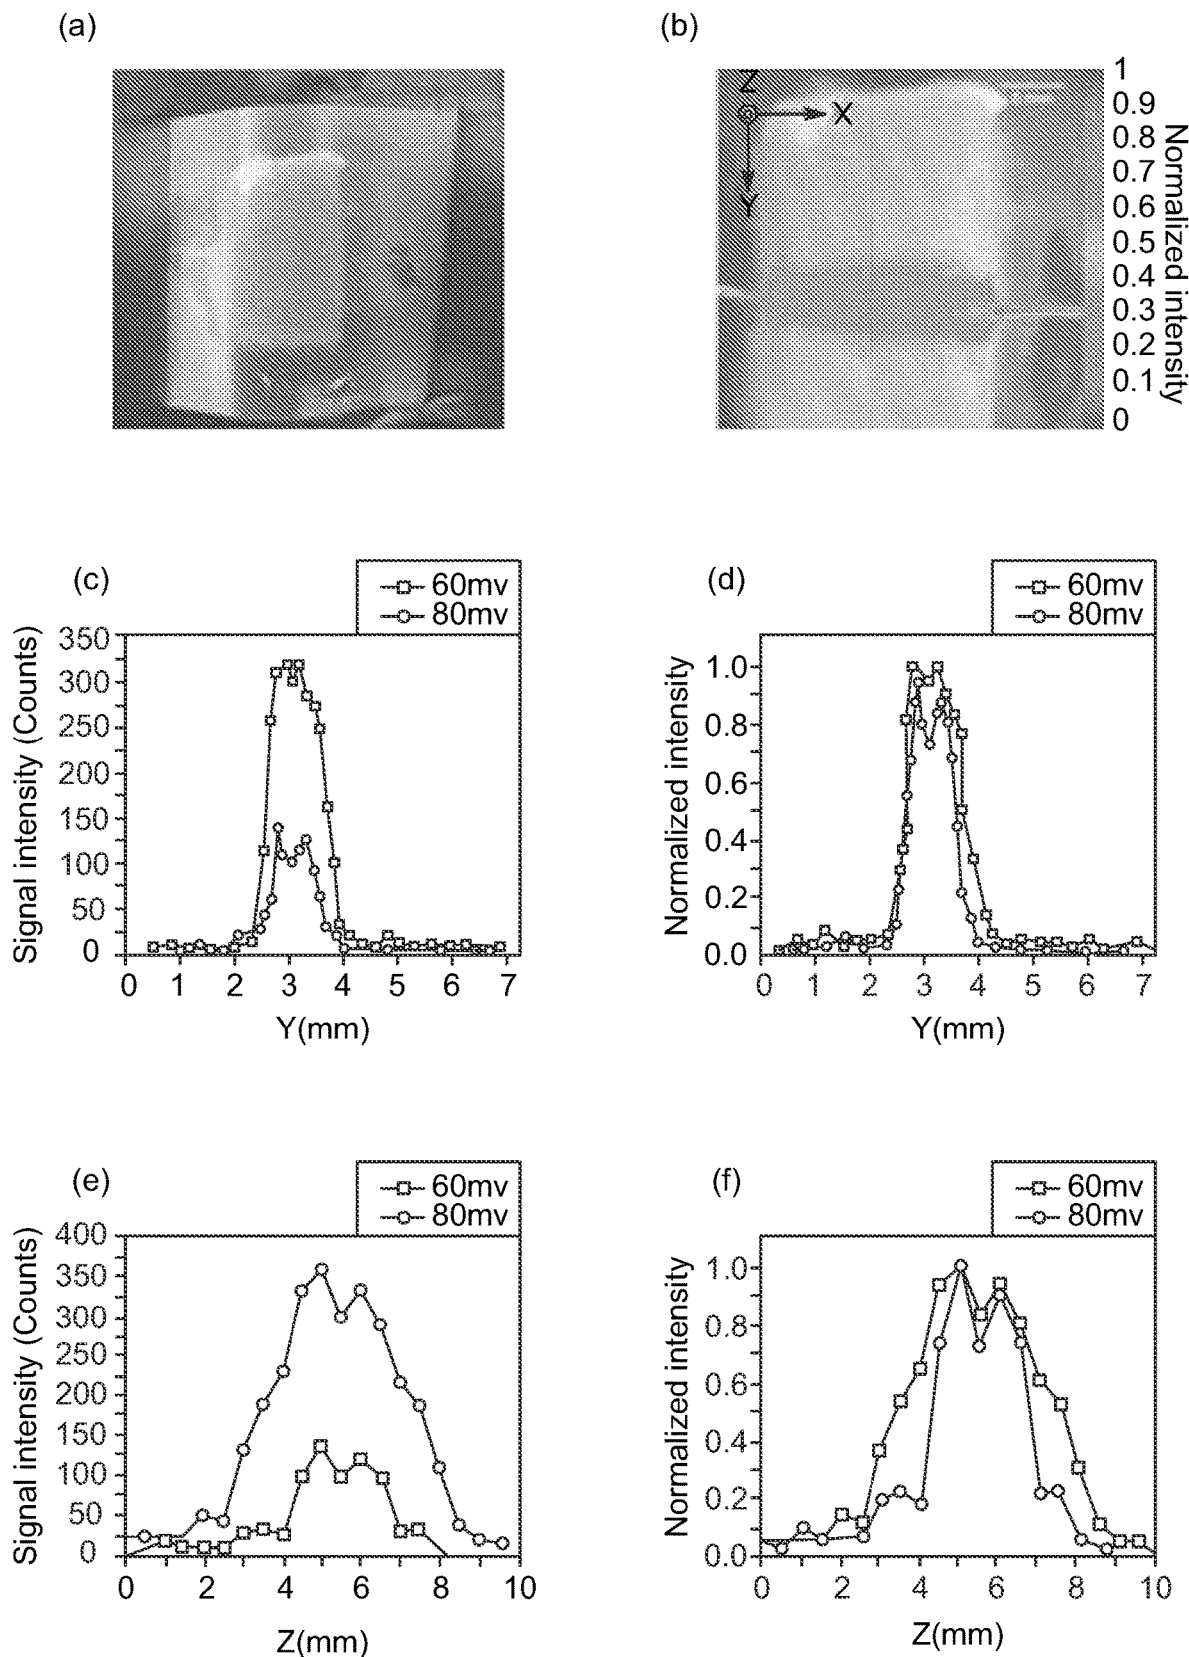 (a)
(b)
Z
X
Y
1
0.9
0.8
0.7
0.6
0.5
0.4
0.3
0.2
0.1
0
Normalized intensity
(c)
60mv
80mv
Signal intensity (Counts)
350
300
250
200
150
100
50
0
0 1 2 3 4 5 6 7
Y(mm)
(d)
60mv
80mv
Normalized intensity
1.0
0.8
0.6
0.4
0.2
0.0
0 1 2 3 4 5 6 7
Y(mm)
(e)
60mv
80mv
Signal intensity (Counts)
400
350
300
250
200
150
100
50
0
0 2 4 6 8 10
Z(mm)
(f)
60mv
80mv
Normalized intensity
1.0
0.8
0.6
0.4
0.2
0.0
0 2 4 6 8 10
Z(mm)